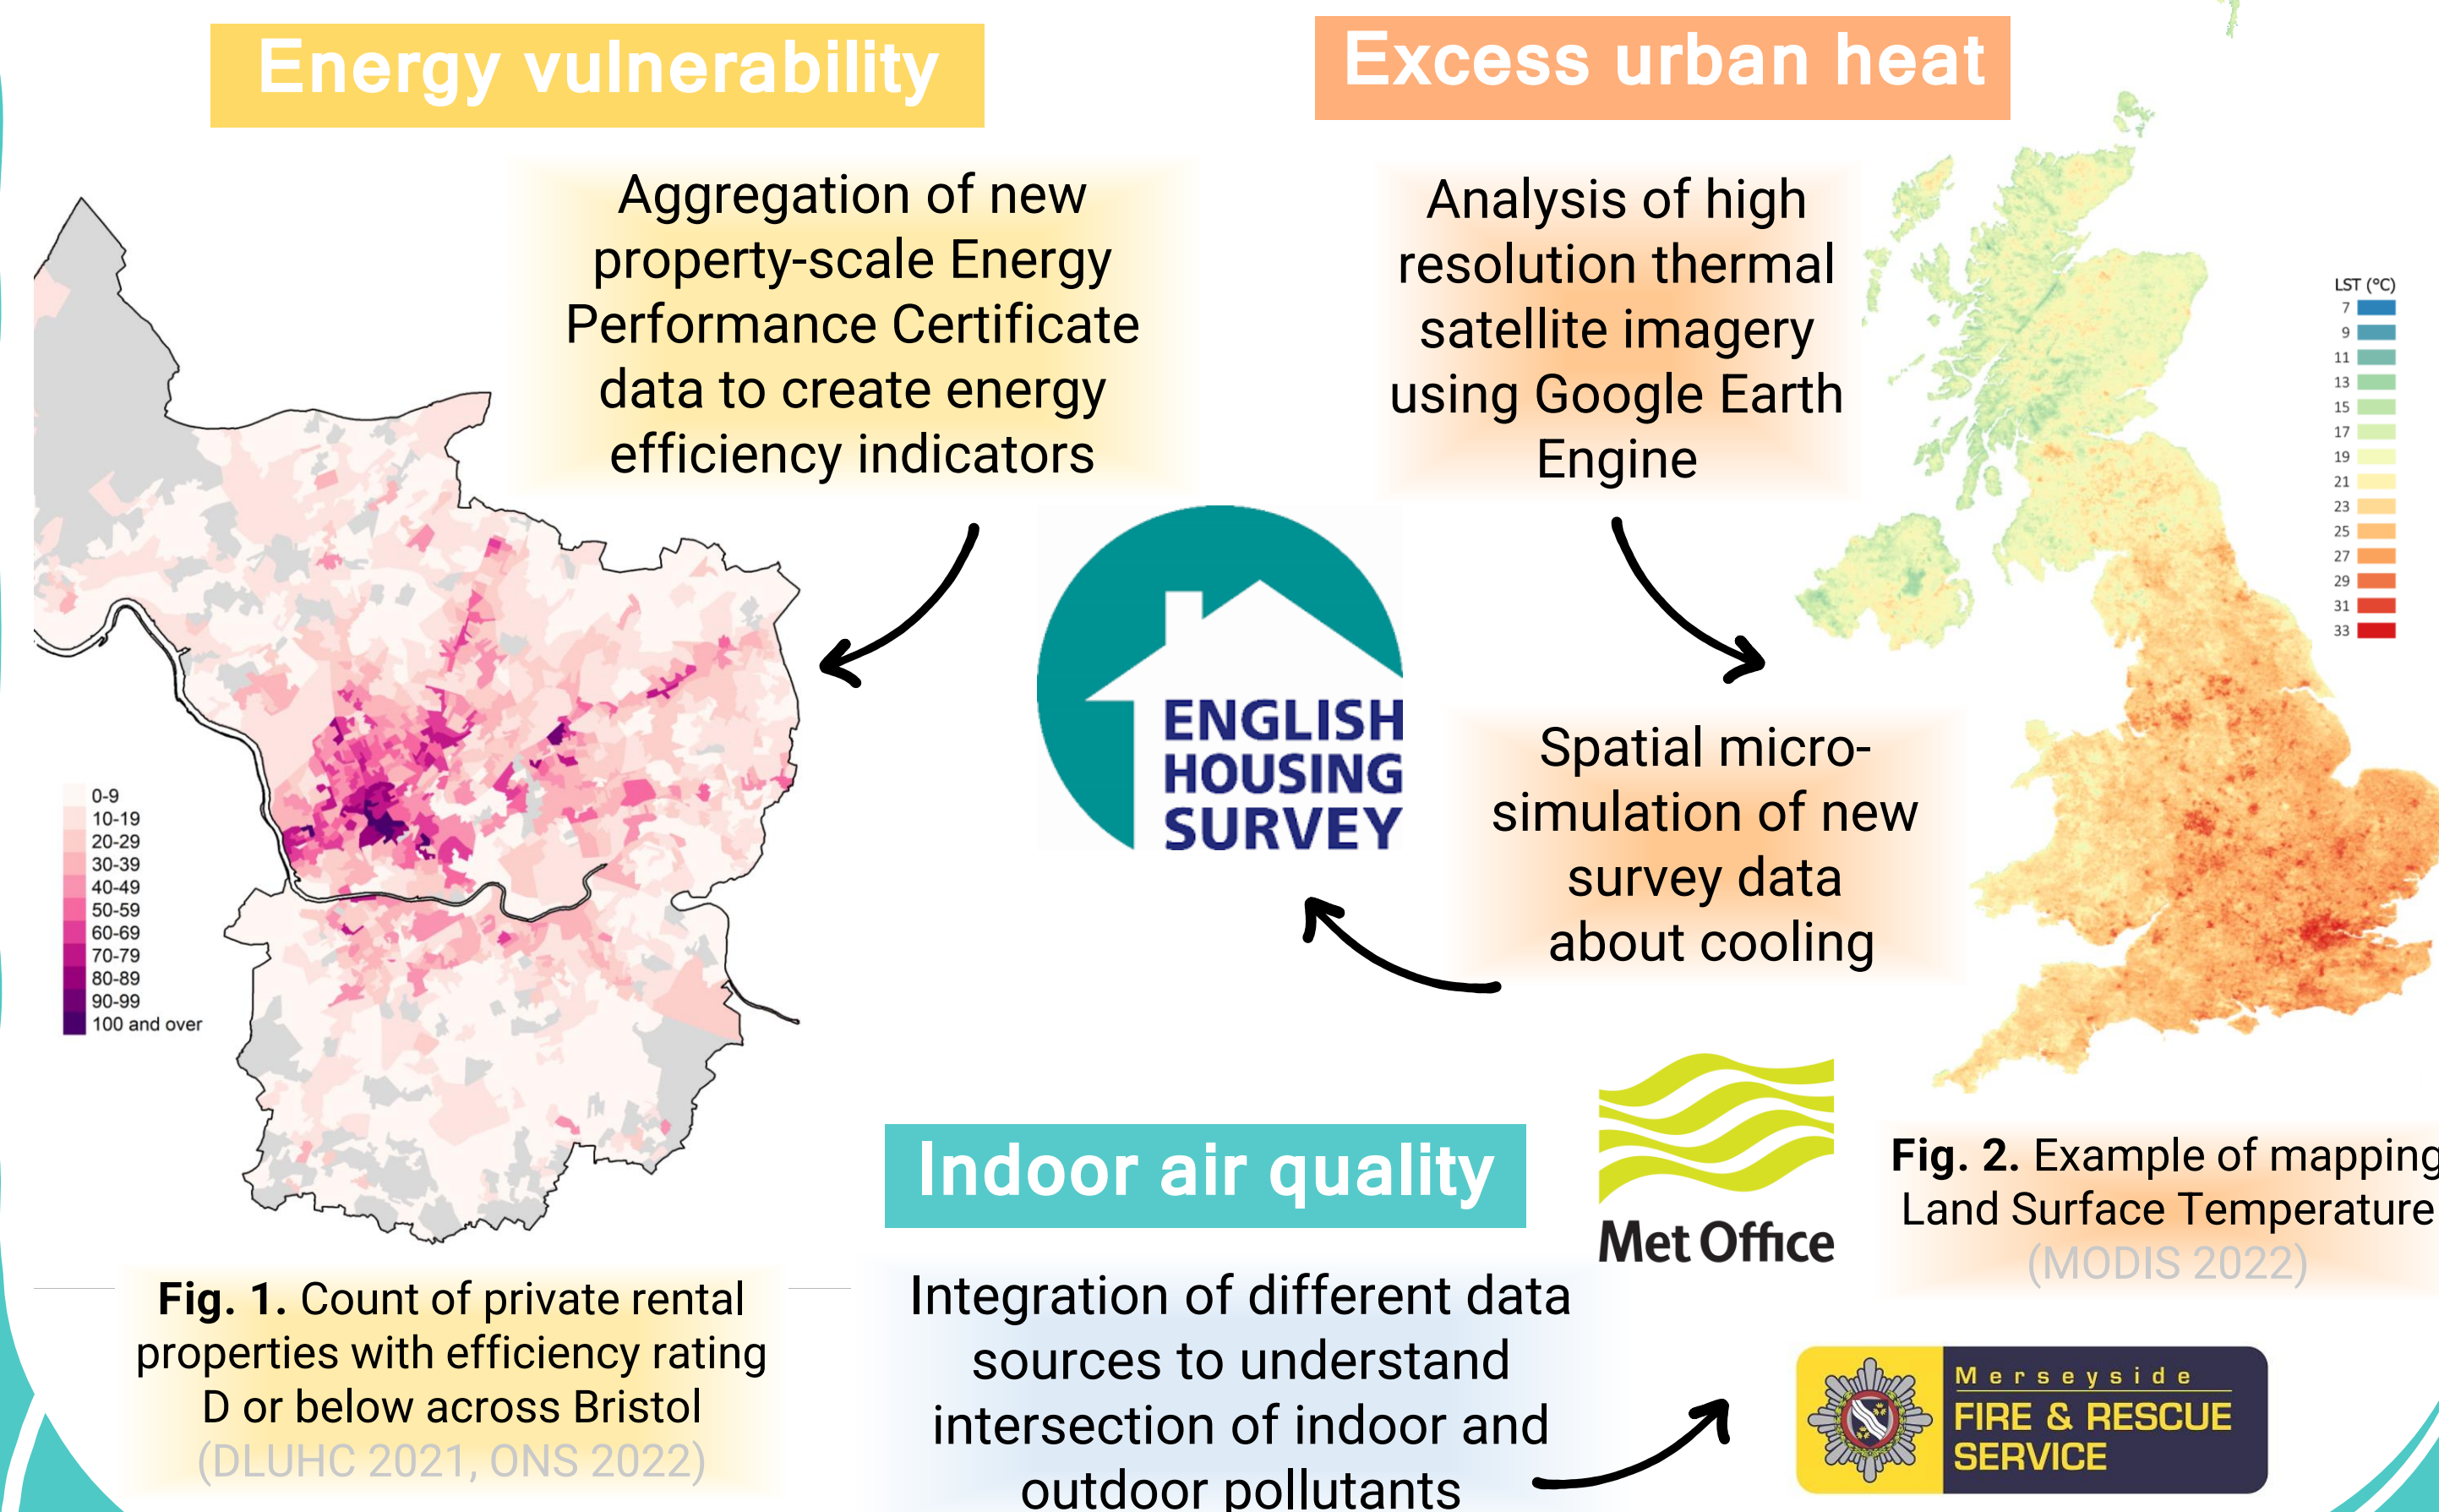 Energy vulnerability
Aggregation of new
property-scale Energy
Performance Certificate
data to create energy
efficiency indicators
0-9
10-19
20-29
30-39
40-49
50-59
60-69
70-79
80-89
90-99
100 and over
Fig. 1. Count of private rental
properties with efficiency rating
D or below across Bristol
(DLUHC 2021, ONS 2022)
ENGLISH
HOUSING
SURVEY
Excess urban heat
Analysis of high
resolution thermal
satellite imagery
using Google Earth
Engine
LST (°C)
7
9
11
13
15
17
19
21
23
25
27
29
31
33
Spatial micro-
simulation of new
survey data
about cooling
Fig. 2. Example of mapping
Land Surface Temperature
(MODIS 2022)
Indoor air quality
Integration of different data
sources to understand
intersection of indoor and
outdoor pollutants
Met Office
Merseyside
FIRE & RESCUE
SERVICE